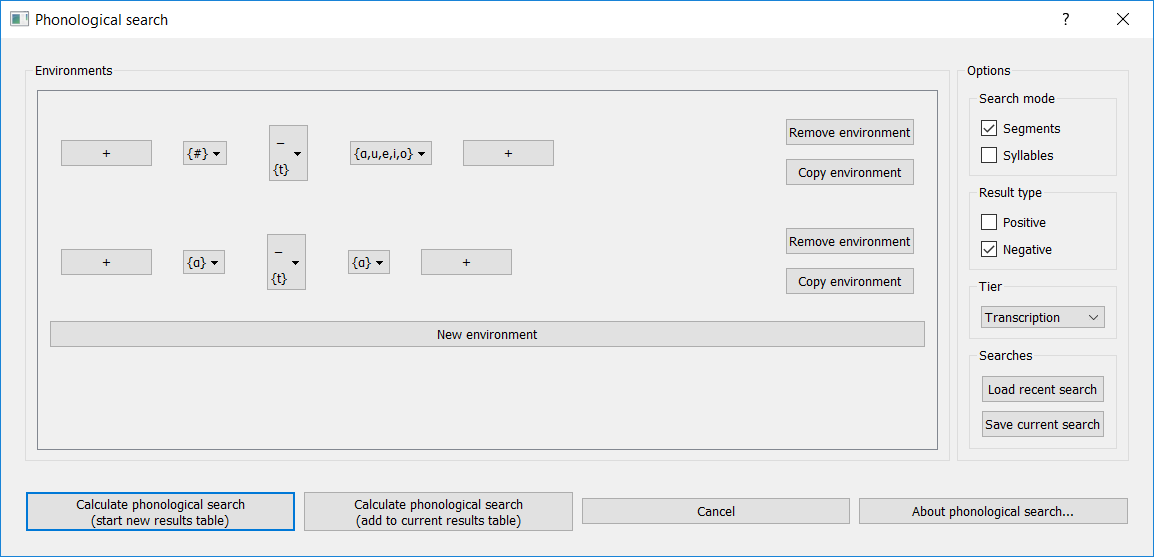 Phonological search
?
Environments
+ {#} _ {t} {ɑ,u,e,i,o} +
Remove environment
Copy environment
+ {ɑ} _ {t} {ɑ} +
Remove environment
Copy environment
New environment
Options
Search mode
Segments
Syllables
Result type
Positive
Negative
Tier
Transcription
Searches
Load recent search
Save current search
Calculate phonological search
(start new results table)
Calculate phonological search
(add to current results table)
Cancel
About phonological search...